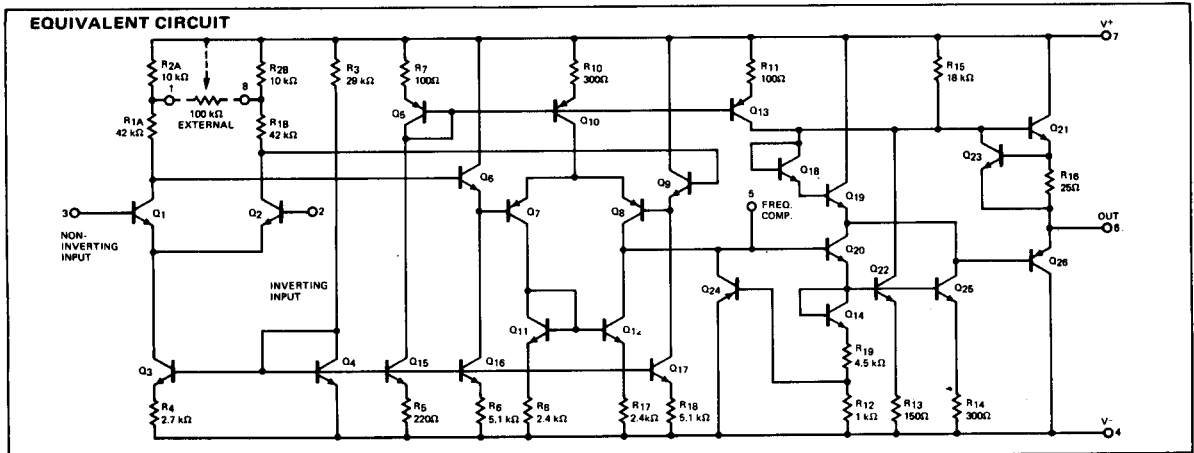 EQUIVALENT CIRCUIT
V+
7
R2A
10 kΩ
1
100 kΩ
EXTERNAL
8
R2B
10 kΩ
R1A
42 kΩ
R1B
42 kΩ
R3
29 kΩ
R7
100Ω
Q5
R10
300Ω
Q10
R11
100Ω
Q13
R15
18 kΩ
Q21
Q23
R16
25Ω
Q18
Q6
Q9
Q7
Q8
Q19
5
FREQ.
COMP.
3
Q1
Q2
2
NON-
INVERTING
INPUT
INVERTING
INPUT
OUT
6
Q20
Q22
Q25
Q26
Q24
Q14
Q11
Q12
R19
4.5 kΩ
Q3
Q4
Q15
Q16
Q17
R4
2.7 kΩ
R5
220Ω
R6
5.1 kΩ
R8
2.4 kΩ
R17
2.4kΩ
R18
5.1 kΩ
R12
1 kΩ
R13
150Ω
R14
300Ω
V-
4